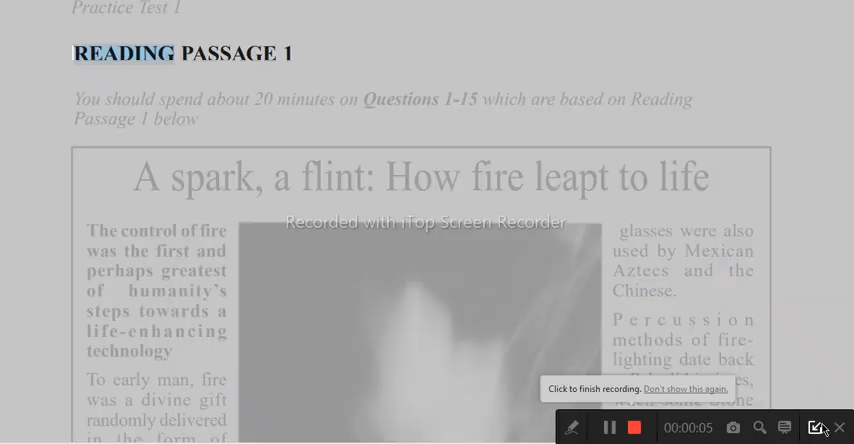 Practice Test 1
READING PASSAGE 1
You should spend about 20 minutes on Questions 1-15 which are based on Reading
Passage 1 below
A spark, a flint: How fire leapt to life
Recorded with iTop Screen Recorder
The control of fire
was the first and
perhaps greatest
of humanity's
steps towards a
life-enhancing
technology
To early man, fire
was a divine gift
randomly delivered
in the form of
glasses were also
used by Mexican
Aztecs and the
Chinese.
Percussion
methods of fire-
lighting date back
Click to finish recording. Don't show this again.
00:00:05